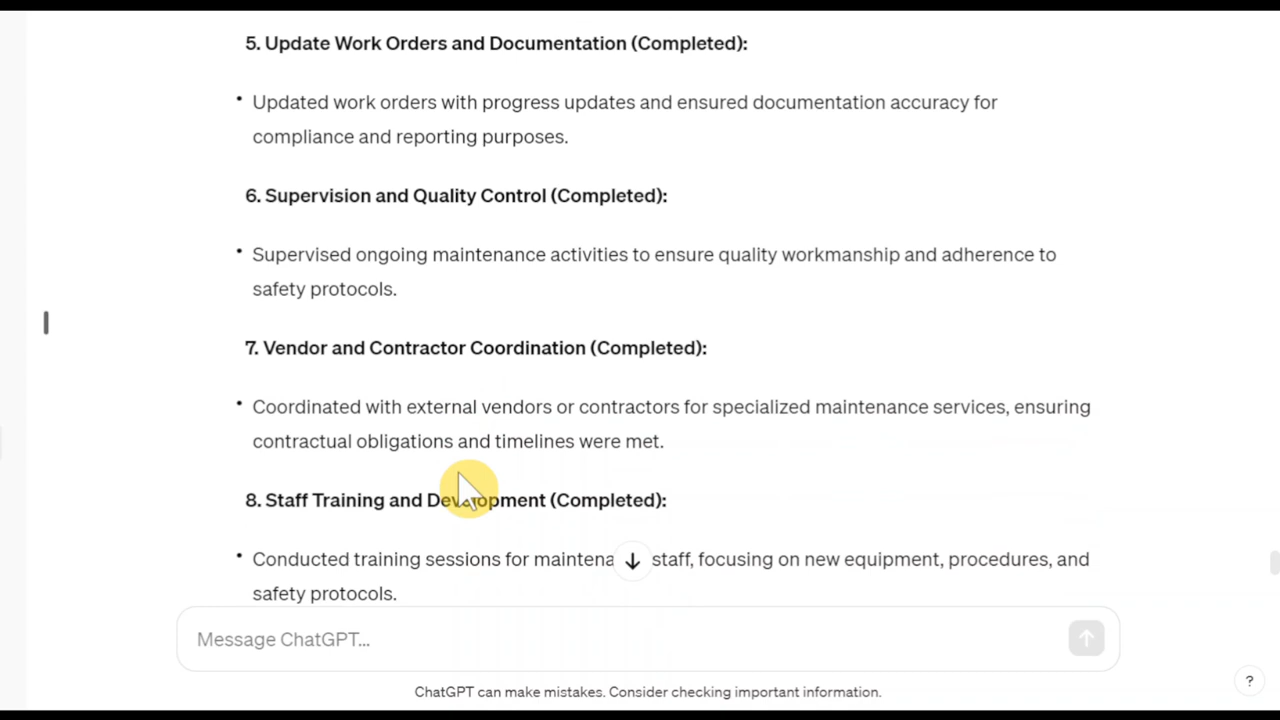 5. Update Work Orders and Documentation (Completed):
• Updated work orders with progress updates and ensured documentation accuracy for
compliance and reporting purposes.
6. Supervision and Quality Control (Completed):
• Supervised ongoing maintenance activities to ensure quality workmanship and adherence to
safety protocols.
7. Vendor and Contractor Coordination (Completed):
• Coordinated with external vendors or contractors for specialized maintenance services, ensuring
contractual obligations and timelines were met.
8. Staff Training and Development (Completed):
• Conducted training sessions for maintena staff, focusing on new equipment, procedures, and
safety protocols.
Message ChatGPT...
ChatGPT can make mistakes. Consider checking important information.
?